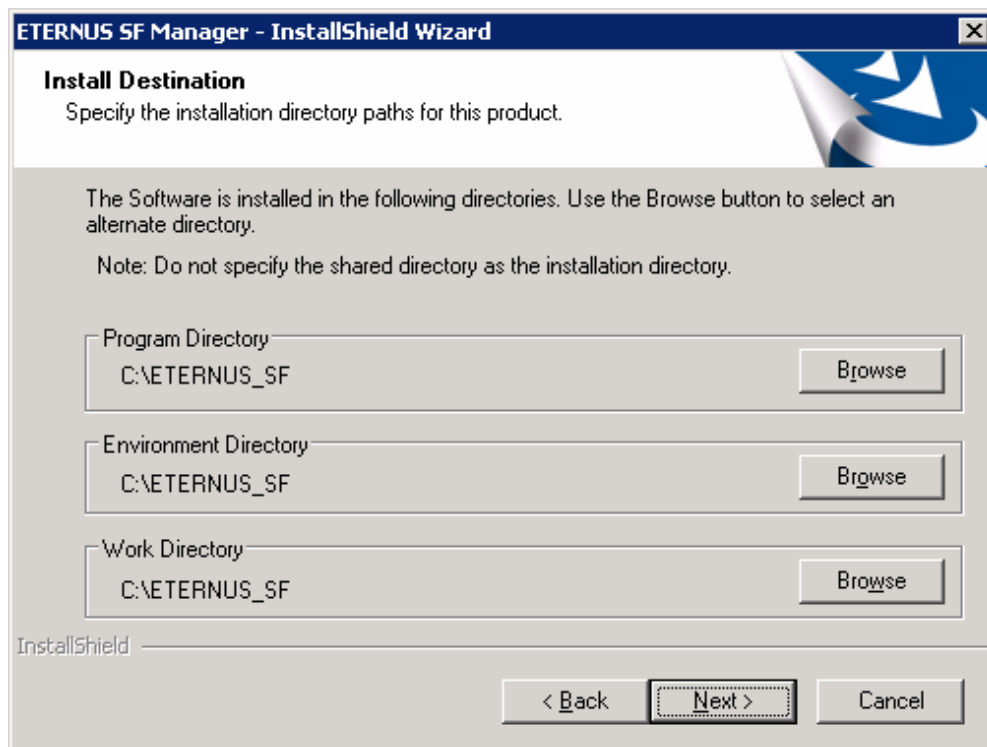 ETERNUS SF Manager - InstallShield Wizard
Install Destination
Specify the installation directory paths for this product.
The Software is installed in the following directories. Use the Browse button to select an
alternate directory.
Note: Do not specify the shared directory as the installation directory.
Program Directory
C:\ETERNUS_SF
Browse
Environment Directory
C:\ETERNUS_SF
Browse
Work Directory
C:\ETERNUS_SF
Browse
InstallShield
< Back
Next >
Cancel